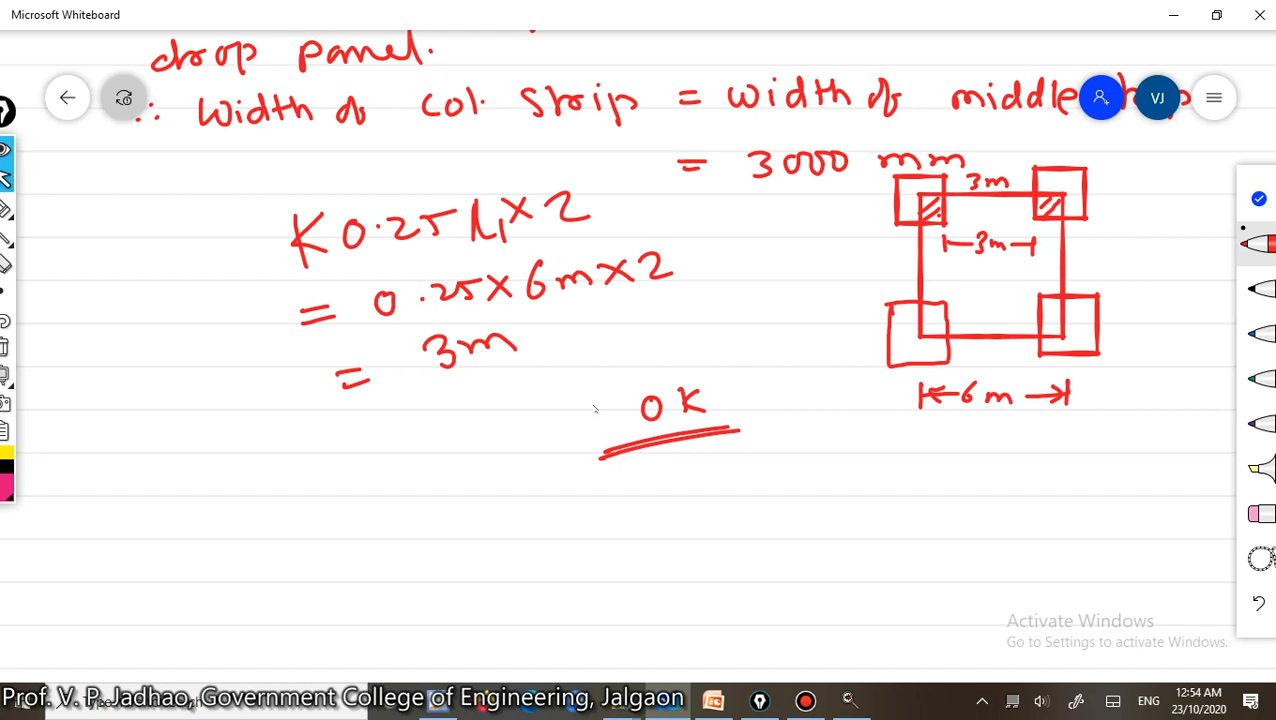 Microsoft Whiteboard
drop panel.
∴ Width of col. strip = width of middle
= 3000 mm
3m
K 0.25 l₁ × 2
3m
= 0.25 × 6m × 2
= 3m
6 m
OK
VJ
Activate Windows
Go to Settings to activate Windows.
Prof. V. P. Jadhao, Government College of Engineering, Jalgaon
ENG
12:54 AM
23/10/2020